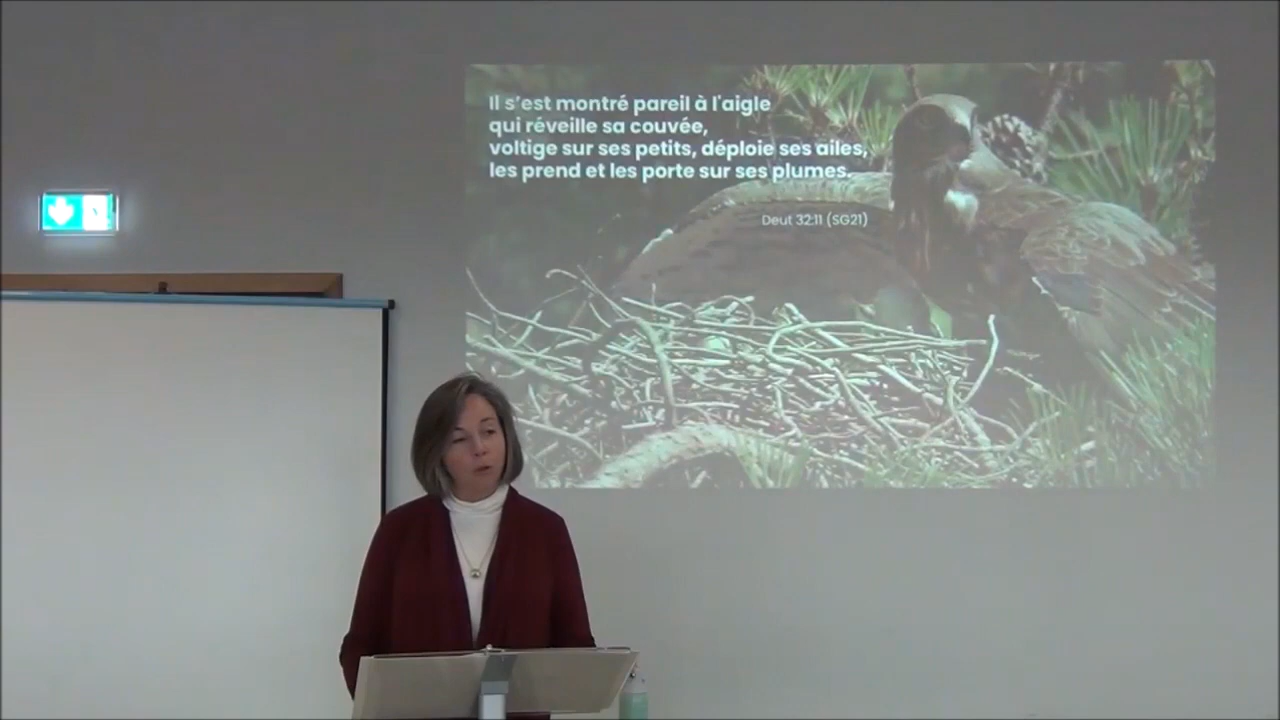 Il s’est montré pareil à l'aigle
qui réveille sa couvée,
voltige sur ses petits, déploie ses ailes,
les prend et les porte sur ses plumes.
Deut 32:11 (SG21)